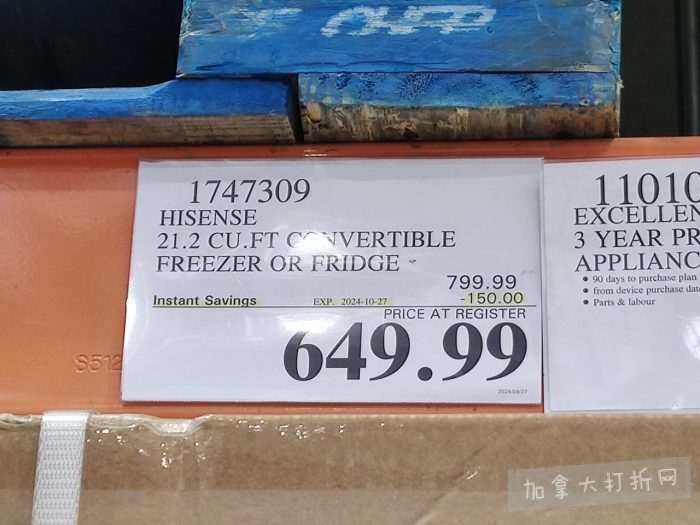 1747309
HISENSE
21.2 CU.FT CONVERTIBLE
FREEZER OR FRIDGE
799.99
Instant Savings EXP. 2024-10-27 -150.00
PRICE AT REGISTER
649.99
S512
11010
EXCELLEN
3 YEAR PR
APPLIANC
• 90 days to purchase plan
• from device purchase date
• Parts & labour
加拿大打折网